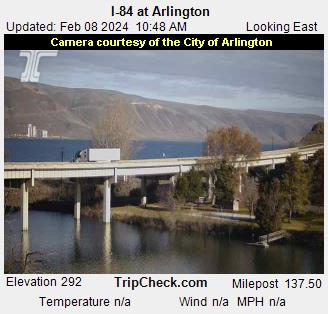 I-84 at Arlington
Updated: Feb 08 2024 10:48 AM Looking East
Camera courtesy of the City of Arlington
Elevation 292 TripCheck.com Milepost 137.50
Temperature n/a Wind n/a MPH n/a